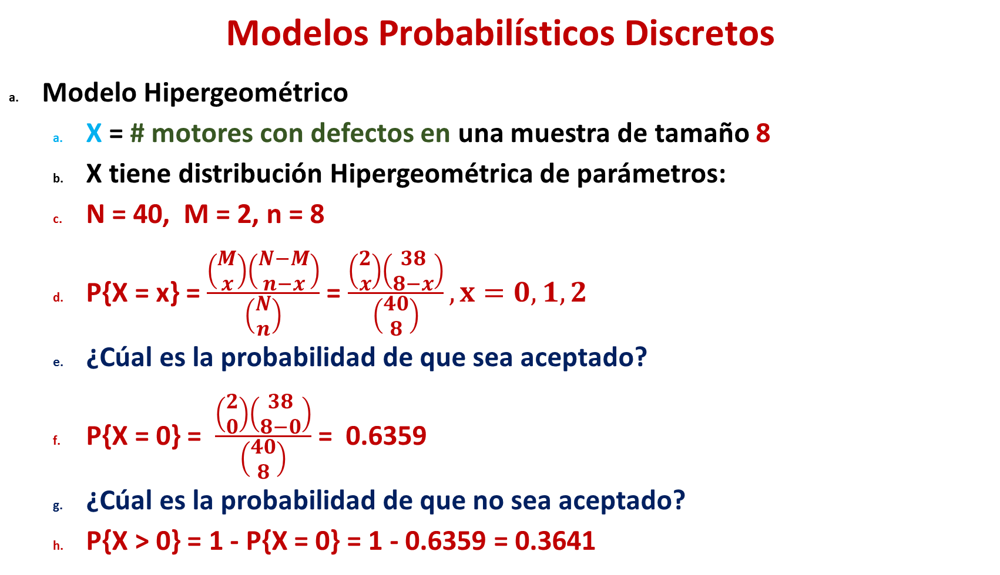 Modelos Probabilísticos Discretos
a. Modelo Hipergeométrico
a. X = # motores con defectos en una muestra de tamaño 8
b. X tiene distribución Hipergeométrica de parámetros:
c. N = 40, M = 2, n = 8
d. P{X = x} = \frac{\binom{M}{x}\binom{N-M}{n-x}}{\binom{N}{n}} = \frac{\binom{2}{x}\binom{38}{8-x}}{\binom{40}{8}}, x = 0, 1, 2
e. ¿Cúal es la probabilidad de que sea aceptado?
f. P{X = 0} = \frac{\binom{2}{0}\binom{38}{8-0}}{\binom{40}{8}} = 0.6359
g. ¿Cúal es la probabilidad de que no sea aceptado?
h. P{X > 0} = 1 - P{X = 0} = 1 - 0.6359 = 0.3641